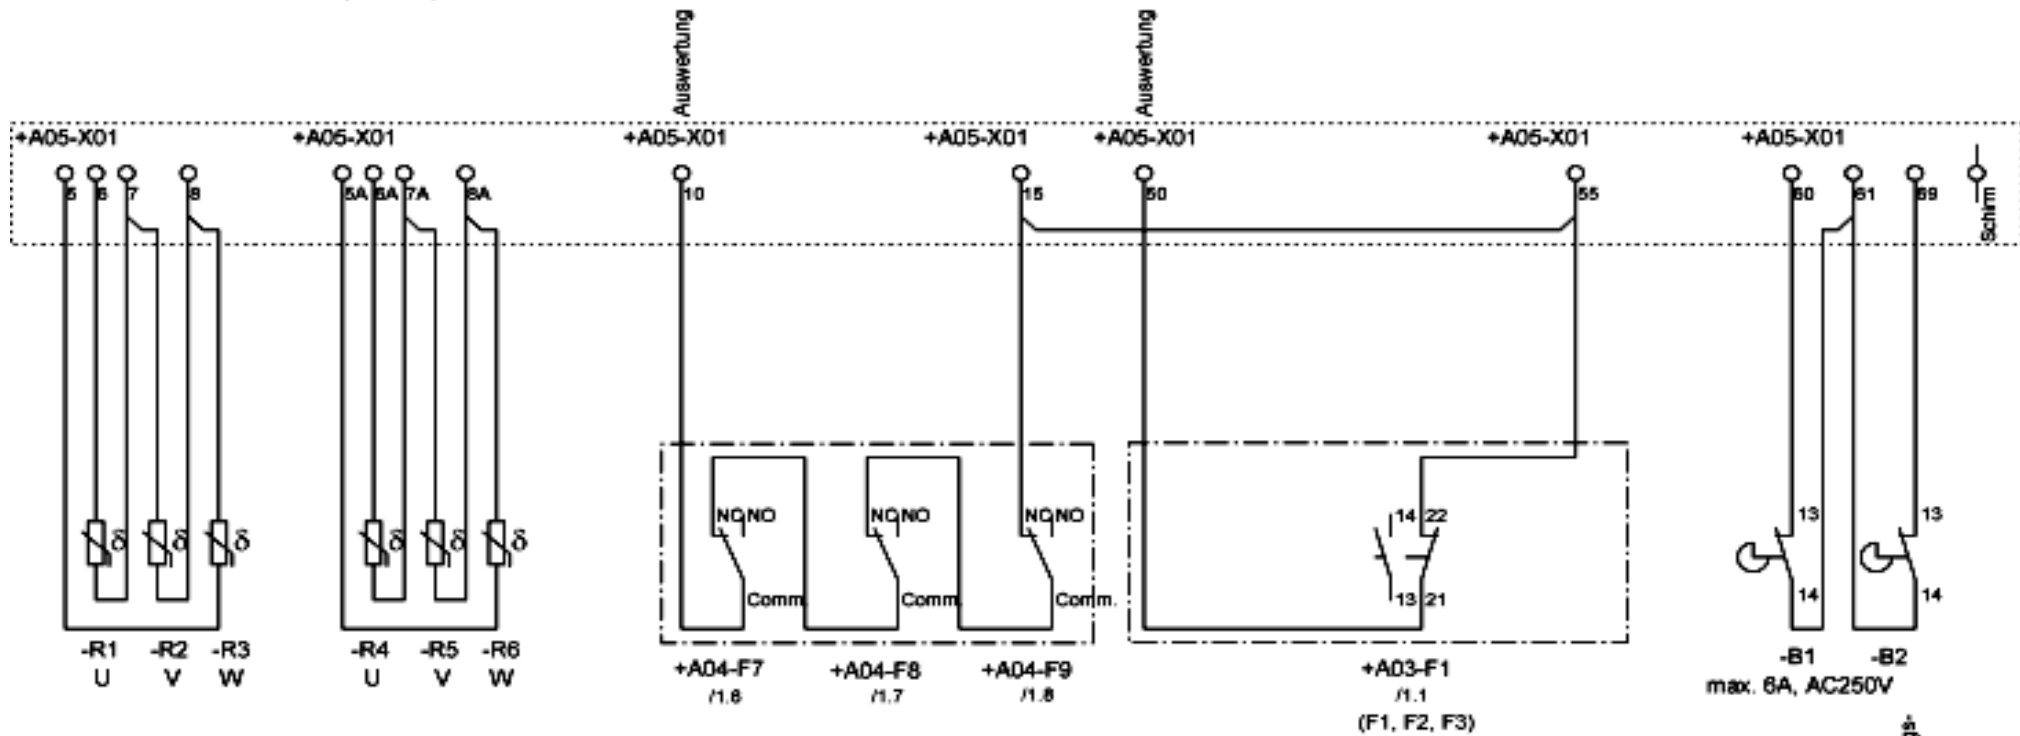 Auswertung
Auswertung
+A05-X01 +A05-X01 +A05-X01 +A05-X01 +A05-X01 +A05-X01 +A05-X01
5 6 7 8 5A 6A 7A 8A 10 15 50 55 60 61 69 Schirm
NC NO NC NO NC NO 14 22 13 13
δ δ δ δ δ δ
Comm. Comm. Comm. 13 21 14 14
-R1 -R2 -R3 -R4 -R5 -R6 +A04-F7 +A04-F8 +A04-F9 +A03-F1 -B1 -B2
U V W U V W /1.6 /1.7 /1.8 /1.1 max. 6A, AC250V
(F1, F2, F3)